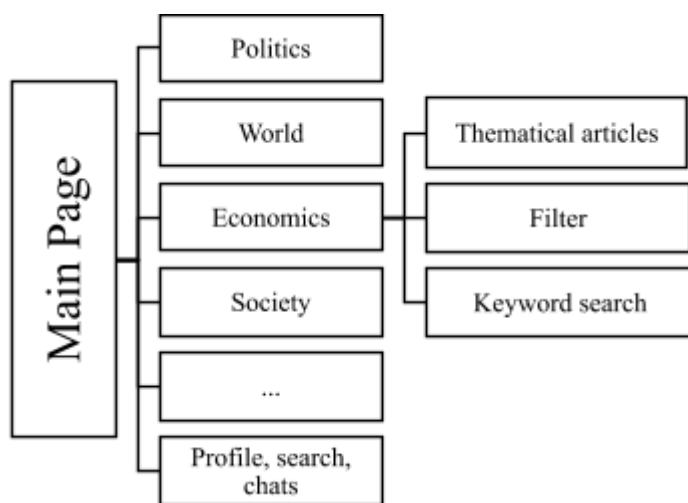 Main Page
Politics
World
Economics
Society
...
Profile, search,
chats
Thematical articles
Filter
Keyword search